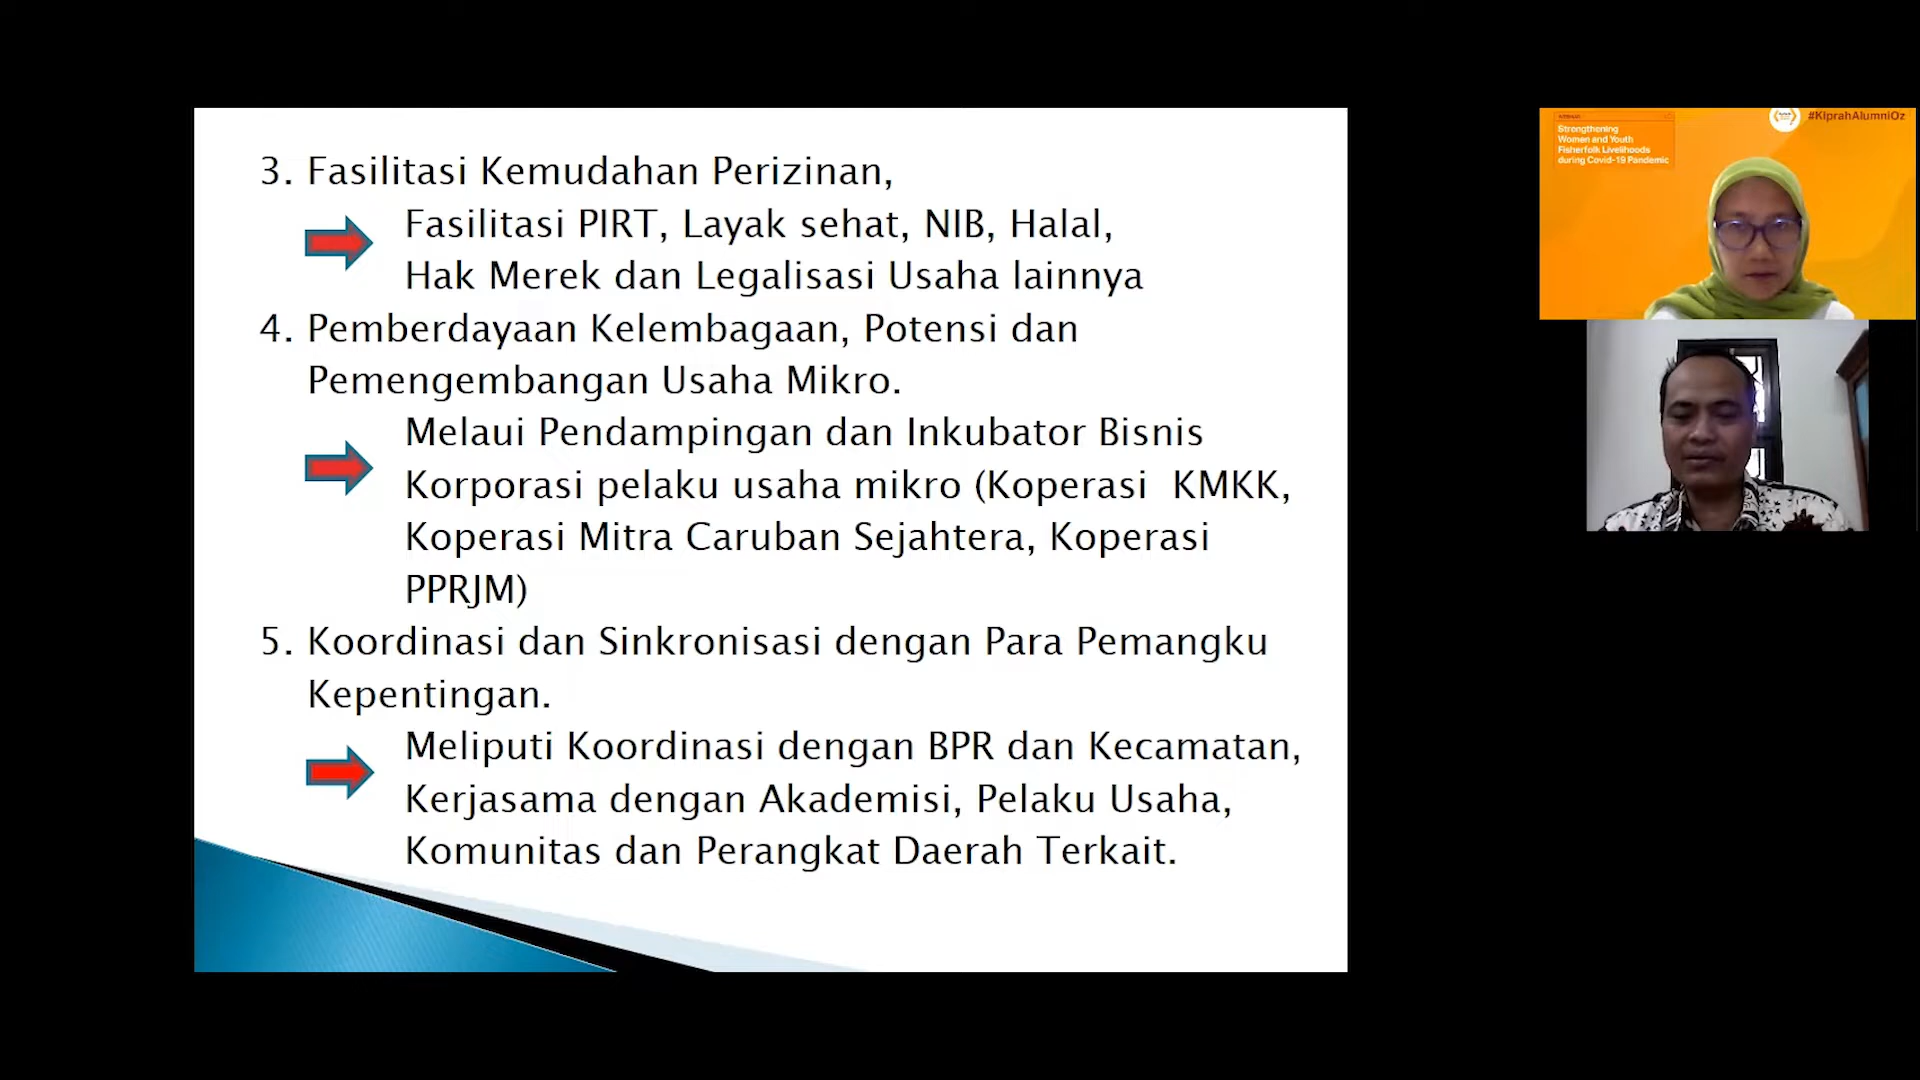 3. Fasilitasi Kemudahan Perizinan,
Fasilitasi PIRT, Layak sehat, NIB, Halal,
Hak Merek dan Legalisasi Usaha lainnya
4. Pemberdayaan Kelembagaan, Potensi dan
Pemengembangan Usaha Mikro.
Melaui Pendampingan dan Inkubator Bisnis
Korporasi pelaku usaha mikro (Koperasi KMKK,
Koperasi Mitra Caruban Sejahtera, Koperasi
PPRJM)
5. Koordinasi dan Sinkronisasi dengan Para Pemangku
Kepentingan.
Meliputi Koordinasi dengan BPR dan Kecamatan,
Kerjasama dengan Akademisi, Pelaku Usaha,
Komunitas dan Perangkat Daerah Terkait.
Strengthening
Women and Youth
Fisherfolk Livelihoods
during Covid-19 Pandemic
#KiprahAlumniOz